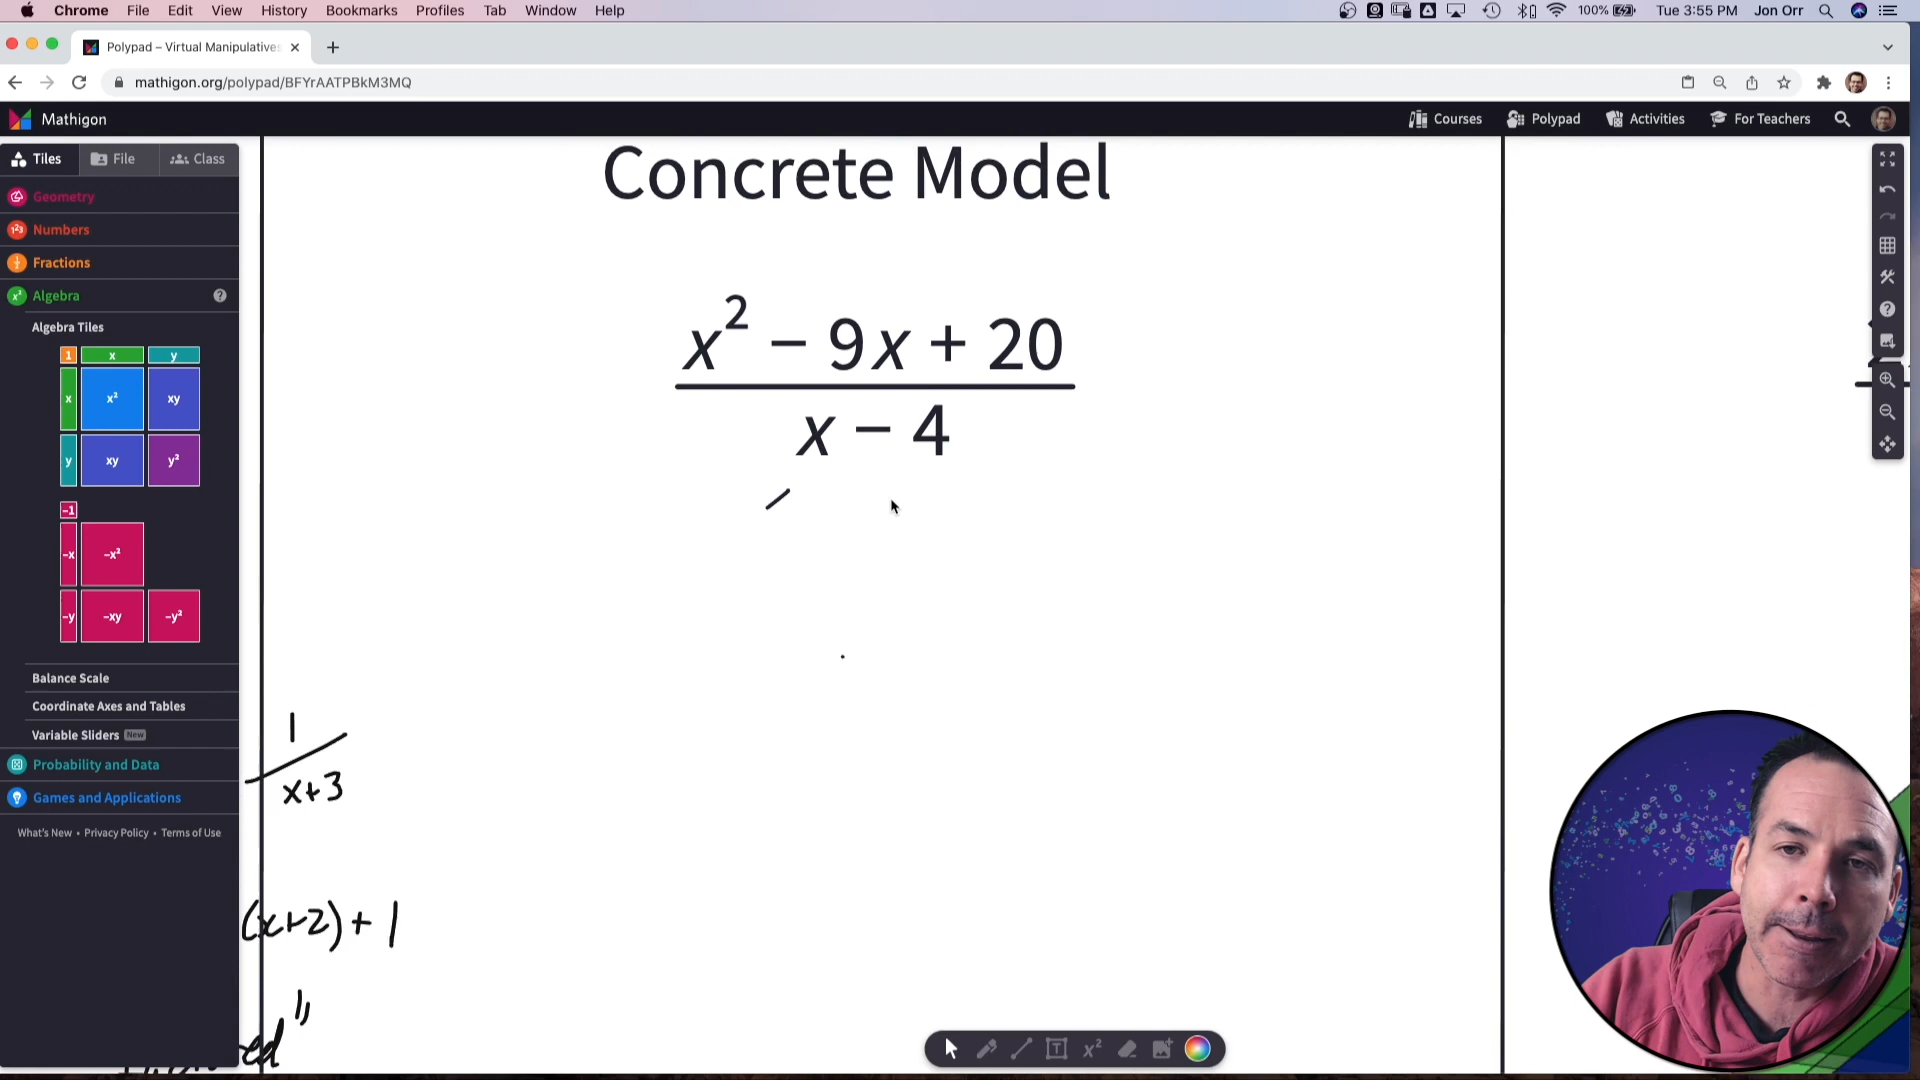 Chrome File Edit View History Bookmarks Profiles Tab Window Help
100% Tue 3:55 PM Jon Orr
Polypad – Virtual Manipulatives
mathigon.org/polypad/BFYrAATPBkM3MQ
Mathigon Courses Polypad Activities For Teachers
Tiles File Class
Geometry
Numbers
Fractions
Algebra
Algebra Tiles
1 x y
x x² xy
y xy y²
-1
-x -x²
-y -xy -y²
Balance Scale
Coordinate Axes and Tables
Variable Sliders New
Probability and Data
Games and Applications
What's New • Privacy Policy • Terms of Use
Concrete Model
x² − 9x + 20
x − 4
1
x+3
(x+2) + 1
ed"
T x²